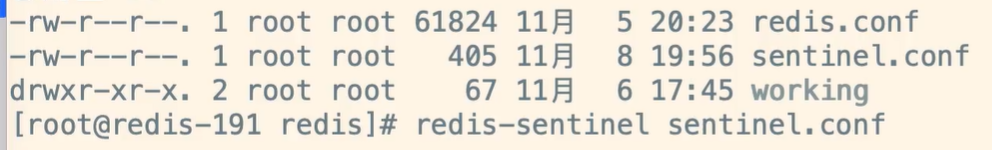 -rw-r--r--. 1 root root 61824 11月  5 20:23 redis.conf
-rw-r--r--. 1 root root   405 11月  8 19:56 sentinel.conf
drwxr-xr-x. 2 root root    67 11月  6 17:45 working
[root@redis-191 redis]# redis-sentinel sentinel.conf